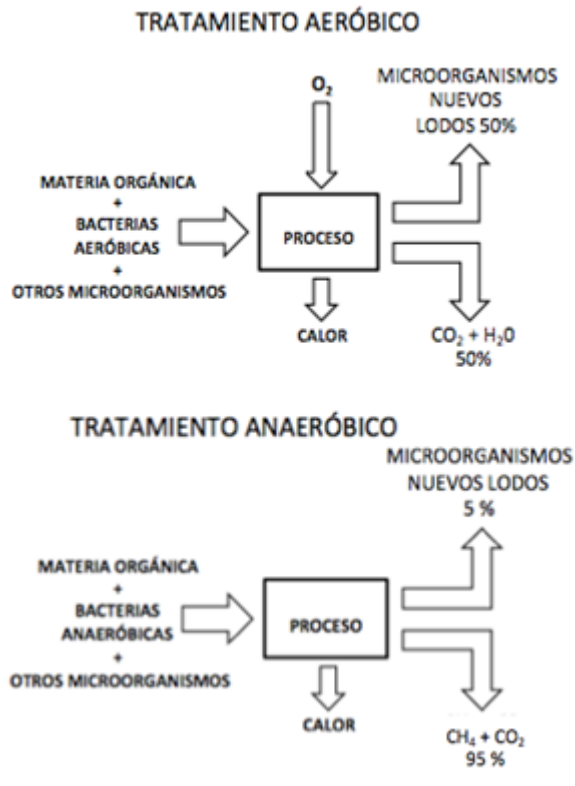 TRATAMIENTO AERÓBICO
O₂
MICROORGANISMOS
NUEVOS
LODOS 50%
MATERIA ORGÁNICA
+
BACTERIAS
AERÓBICAS
+
OTROS MICROORGANISMOS
PROCESO
CALOR
CO₂ + H₂0
50%
TRATAMIENTO ANAERÓBICO
MICROORGANISMOS
NUEVOS LODOS
5 %
MATERIA ORGÁNICA
+
BACTERIAS
ANAERÓBICAS
+
OTROS MICROORGANISMOS
PROCESO
CALOR
CH₄ + CO₂
95 %